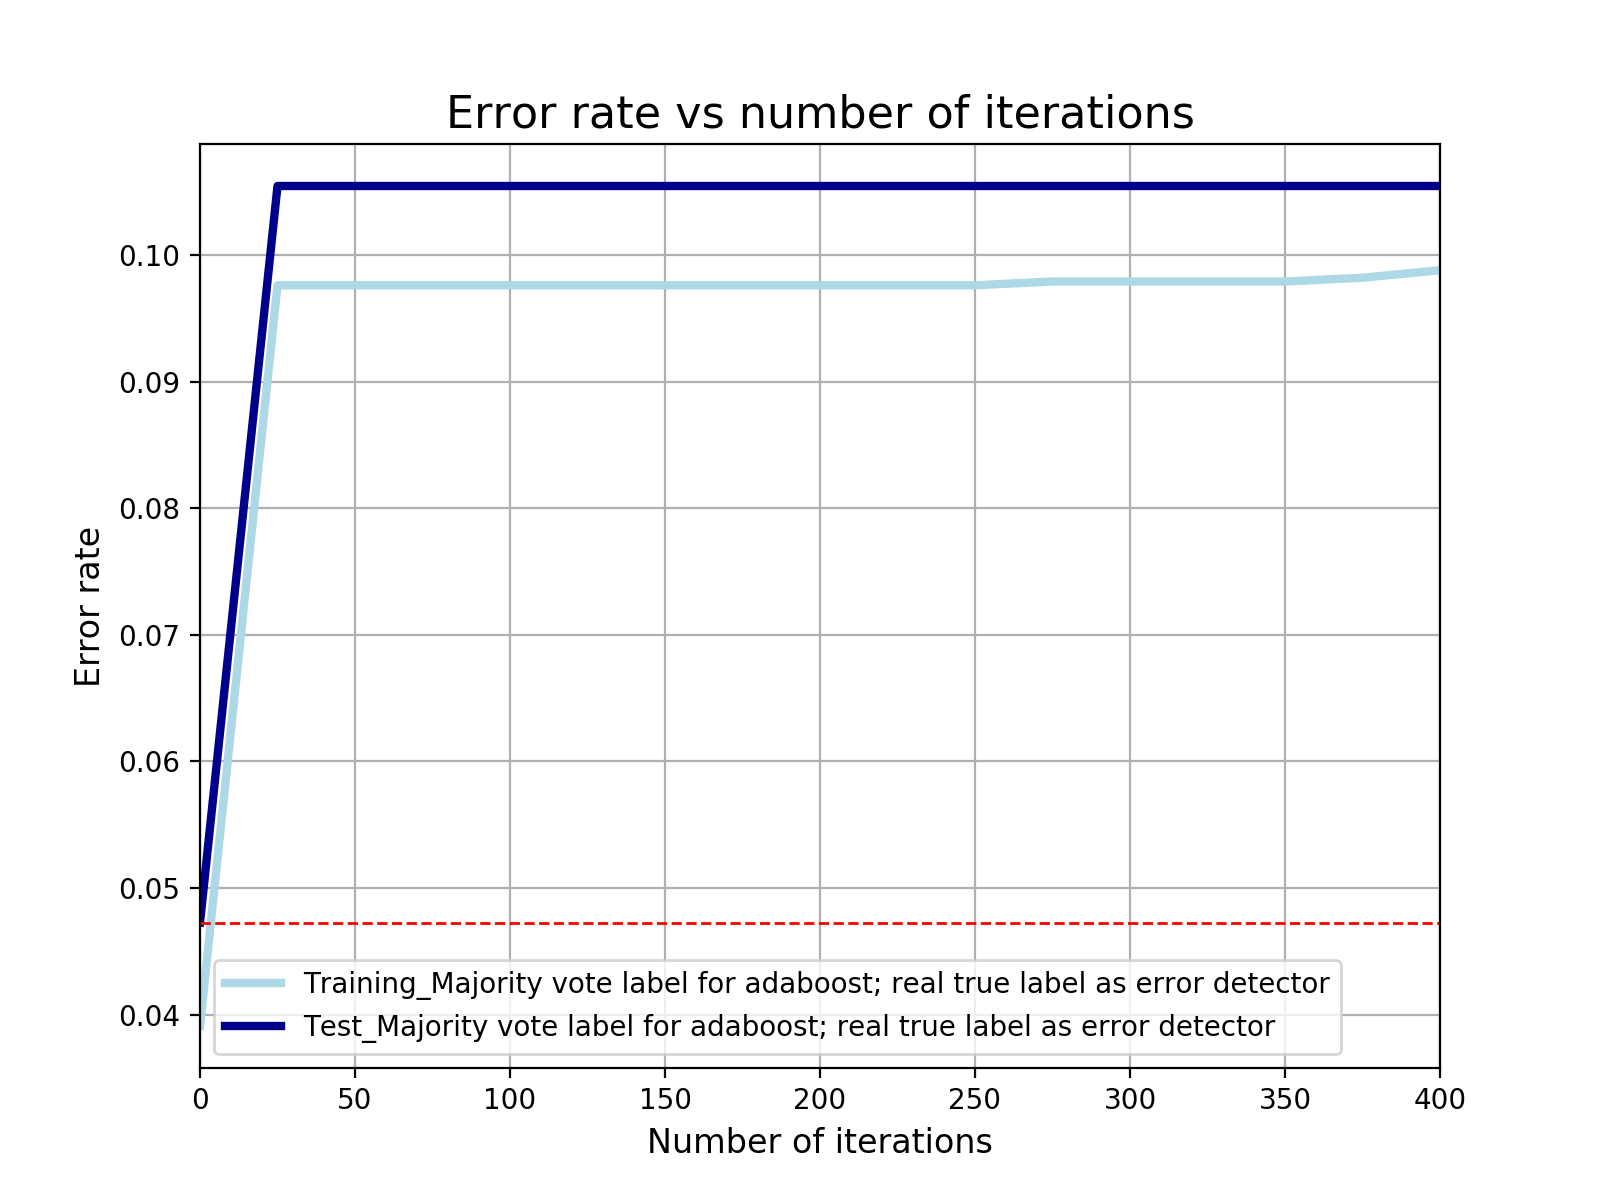 Error rate vs number of iterations
0.10
0.09
0.08
0.07
0.06
0.05
0.04
Error rate
Training_Majority vote label for adaboost; real true label as error detector
Test_Majority vote label for adaboost; real true label as error detector
0 50 100 150 200 250 300 350 400
Number of iterations